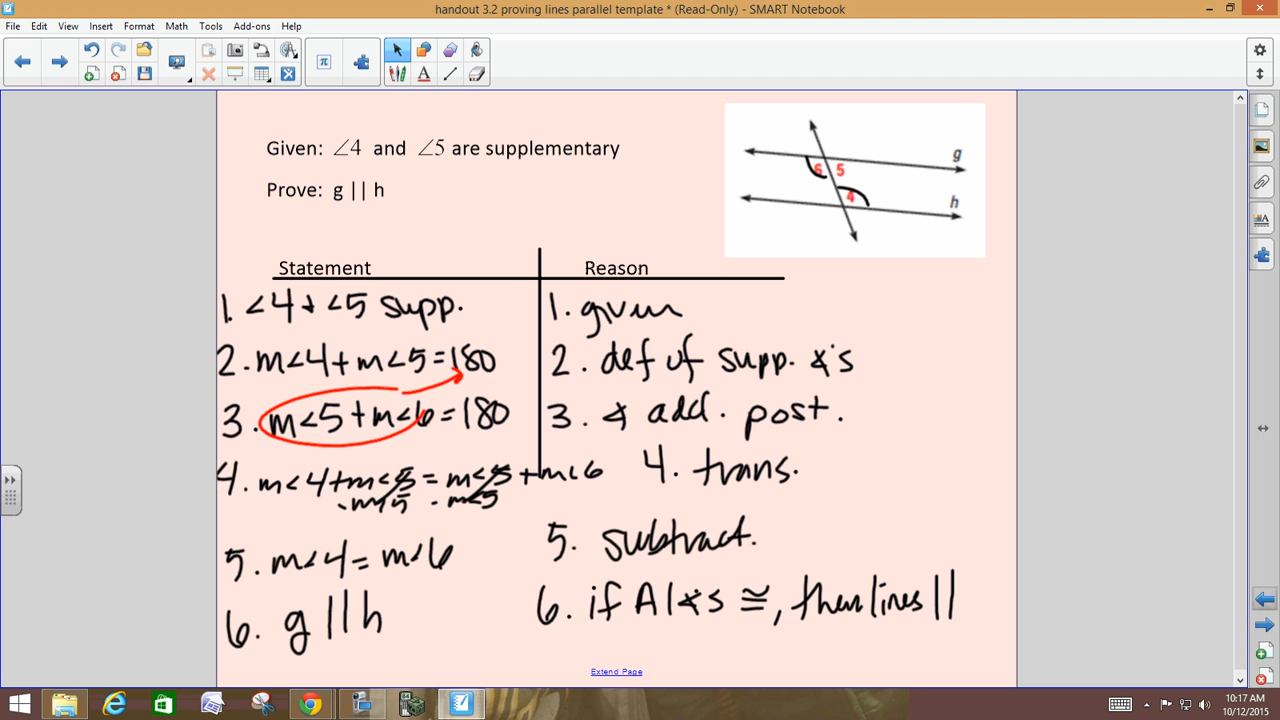 handout 3.2 proving lines parallel template * (Read-Only) - SMART Notebook
File Edit View Insert Format Math Tools Add-ons Help
Given: ∠4 and ∠5 are supplementary
Prove: g || h
g
6 5
4
h
Statement Reason
1. <4 + <5 supp. 1. given
2. m<4 + m<5 = 180 2. def of supp. ∢'s
3. m<5 + m<6 = 180 3. ∢ add. post.
4. m<4 + m<5 = m<5 + m<6 4. trans.
-m<5 -m<5
5. m<4 = m<6 5. subtract.
6. g || h 6. if AI∢s ≅, then lines ||
Extend Page
10:17 AM
10/12/2015